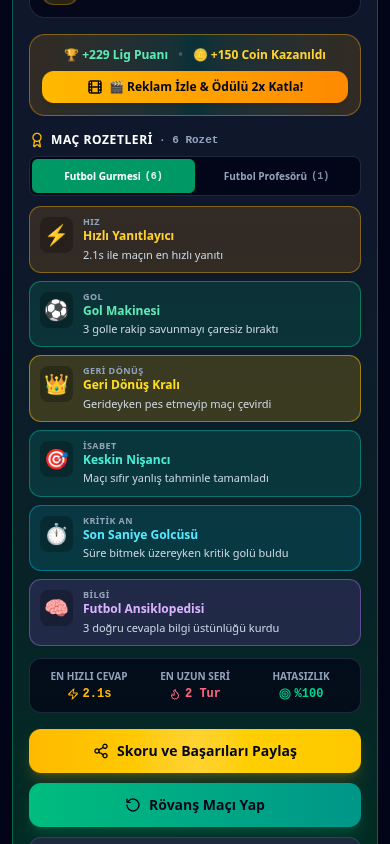 🏆 +229 Lig Puanı • 🪙 +150 Coin Kazanıldı
🎬 Reklam İzle & Ödülü 2x Katla!
MAÇ ROZETLERİ · 6 Rozet
Futbol Gurmesi (6)
Futbol Profesörü (1)
HIZ
Hızlı Yanıtlayıcı
2.1s ile maçın en hızlı yanıtı
GOL
Gol Makinesi
3 golle rakip savunmayı çaresiz bıraktı
GERİ DÖNÜŞ
Geri Dönüş Kralı
Gerideyken pes etmeyip maçı çevirdi
İSABET
Keskin Nişancı
Maçı sıfır yanlış tahminle tamamladı
KRİTİK AN
Son Saniye Golcüsü
Süre bitmek üzereyken kritik golü buldu
BİLGİ
Futbol Ansiklopedisi
3 doğru cevapla bilgi üstünlüğü kurdu
EN HIZLI CEVAP
2.1s
EN UZUN SERİ
2 Tur
HATASIZLIK
%100
Skoru ve Başarıları Paylaş
Rövanş Maçı Yap